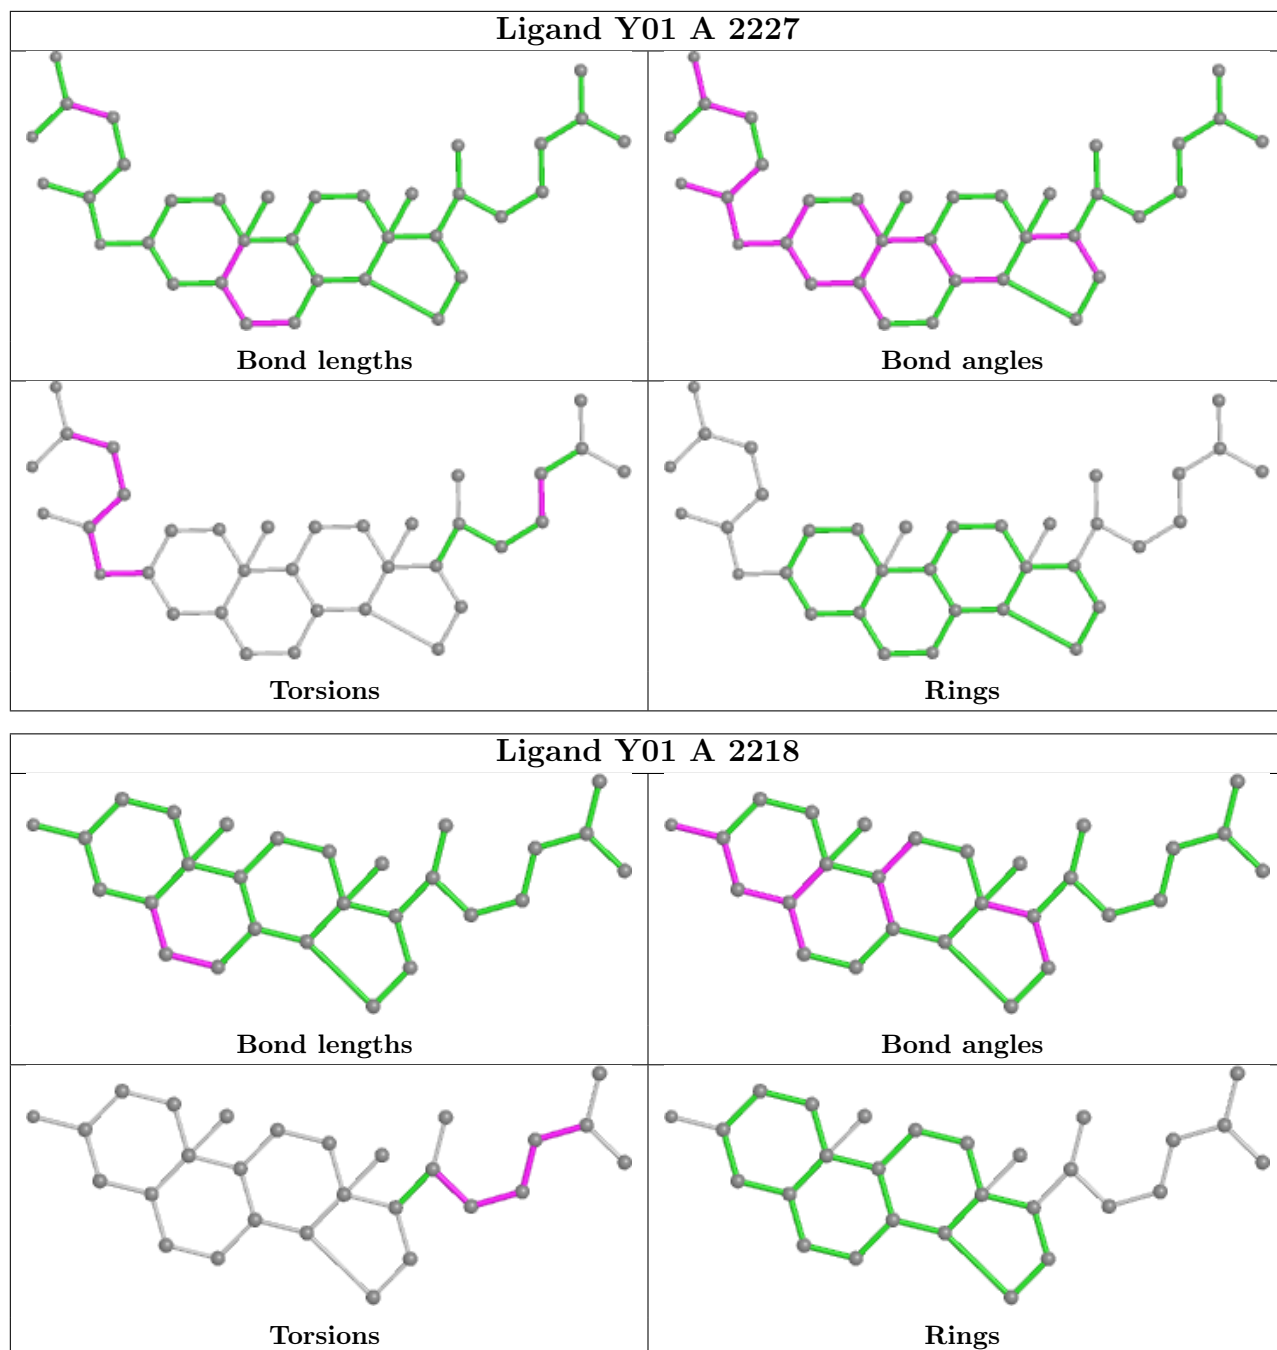 Ligand Y01 A 2227
Bond lengths
Bond angles
Torsions
Rings
Ligand Y01 A 2218
Bond lengths
Bond angles
Torsions
Rings